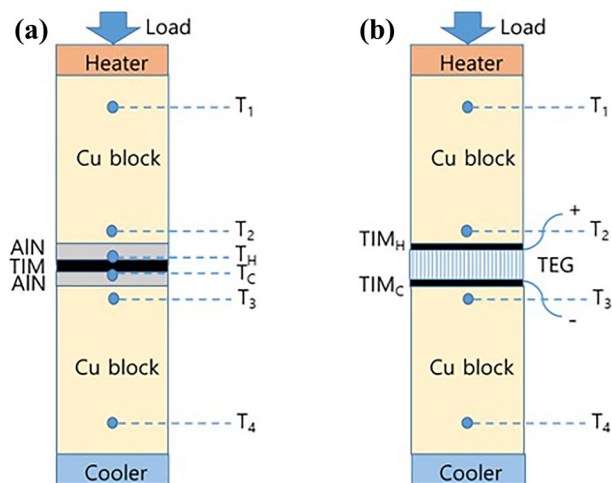 (a)
Load
Heater
T1
Cu block
T2
AlN
TIM
AlN
TH
TC
T3
Cu block
T4
Cooler
(b)
Load
Heater
T1
Cu block
T2
+
TIMH
TEG
TIMC
T3
-
Cu block
T4
Cooler